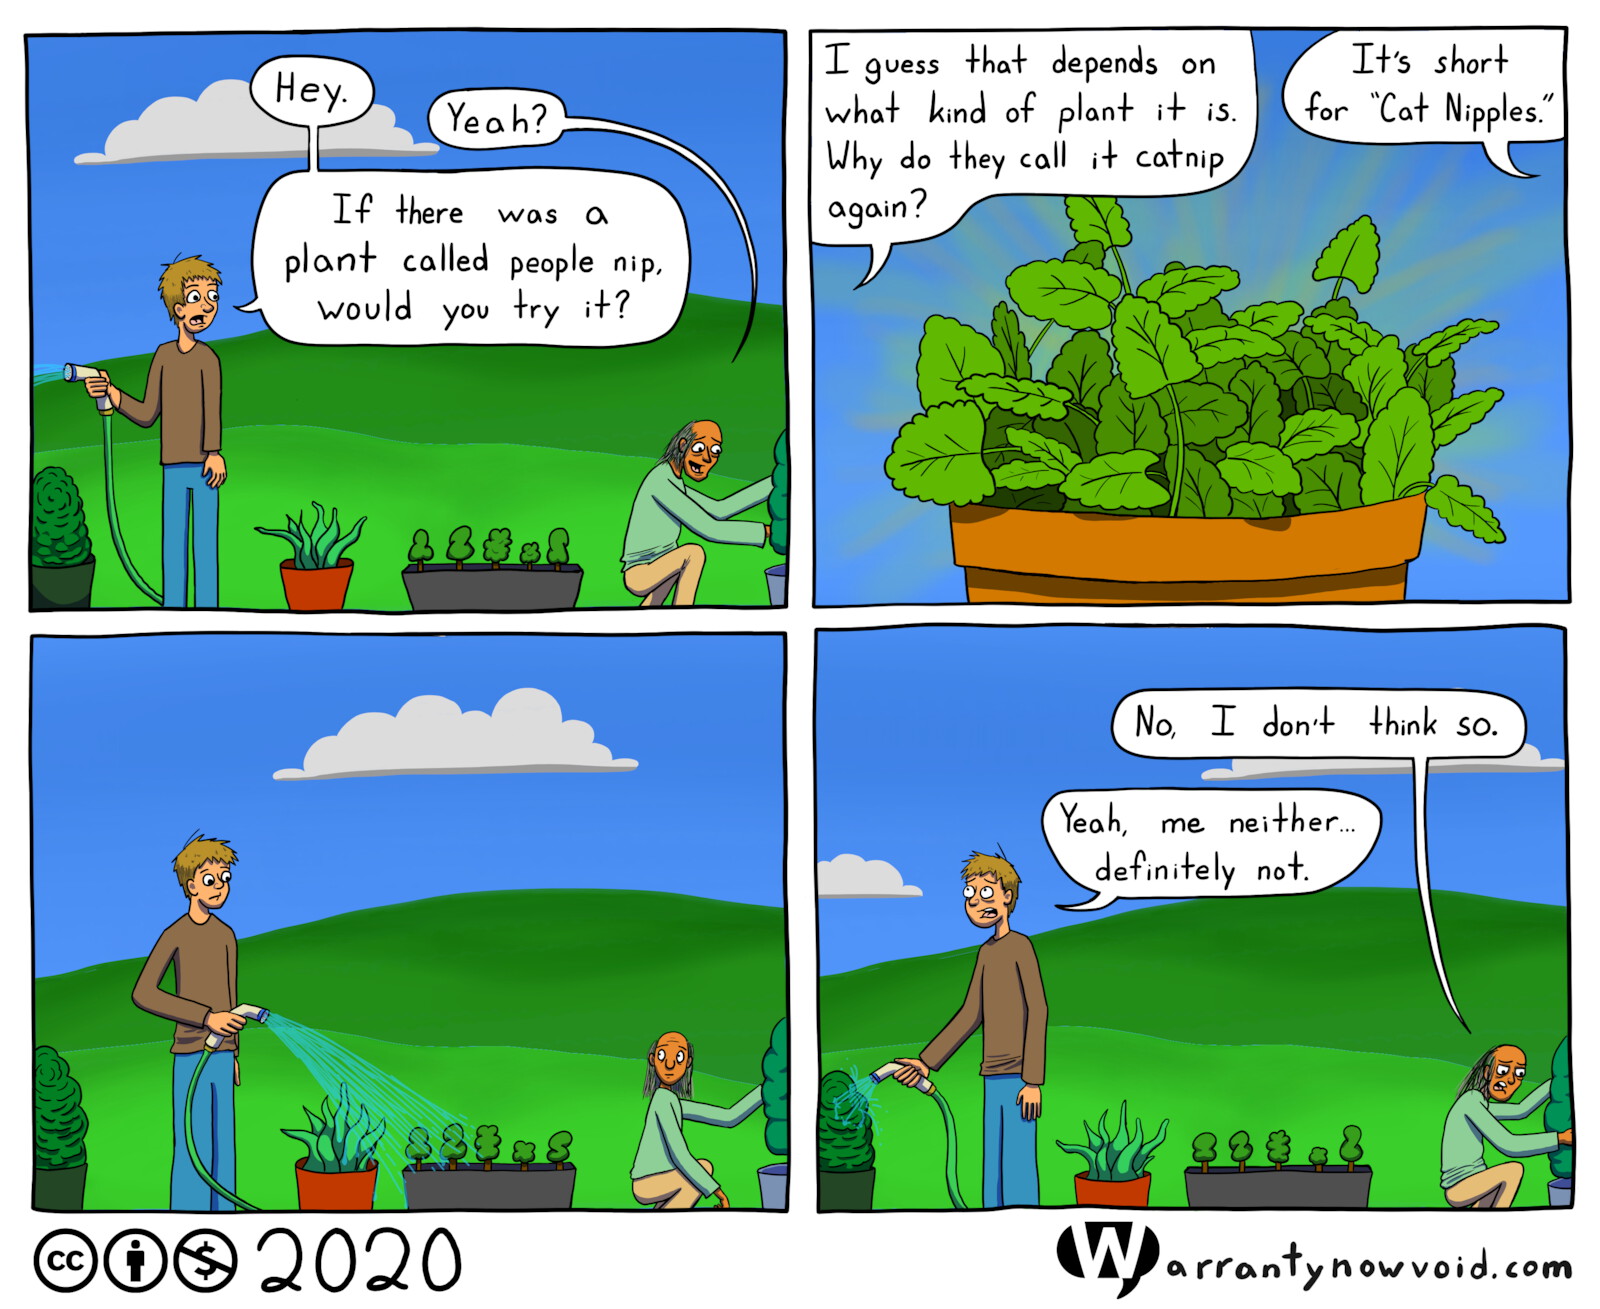 Hey.
Yeah?
If there was a
plant called people nip,
would you try it?
I guess that depends on
what kind of plant it is.
Why do they call it catnip
again?
It's short
for "Cat Nipples."
No, I don't think so.
Yeah, me neither...
definitely not.
cc $ 2020
Warrantynowvoid.com